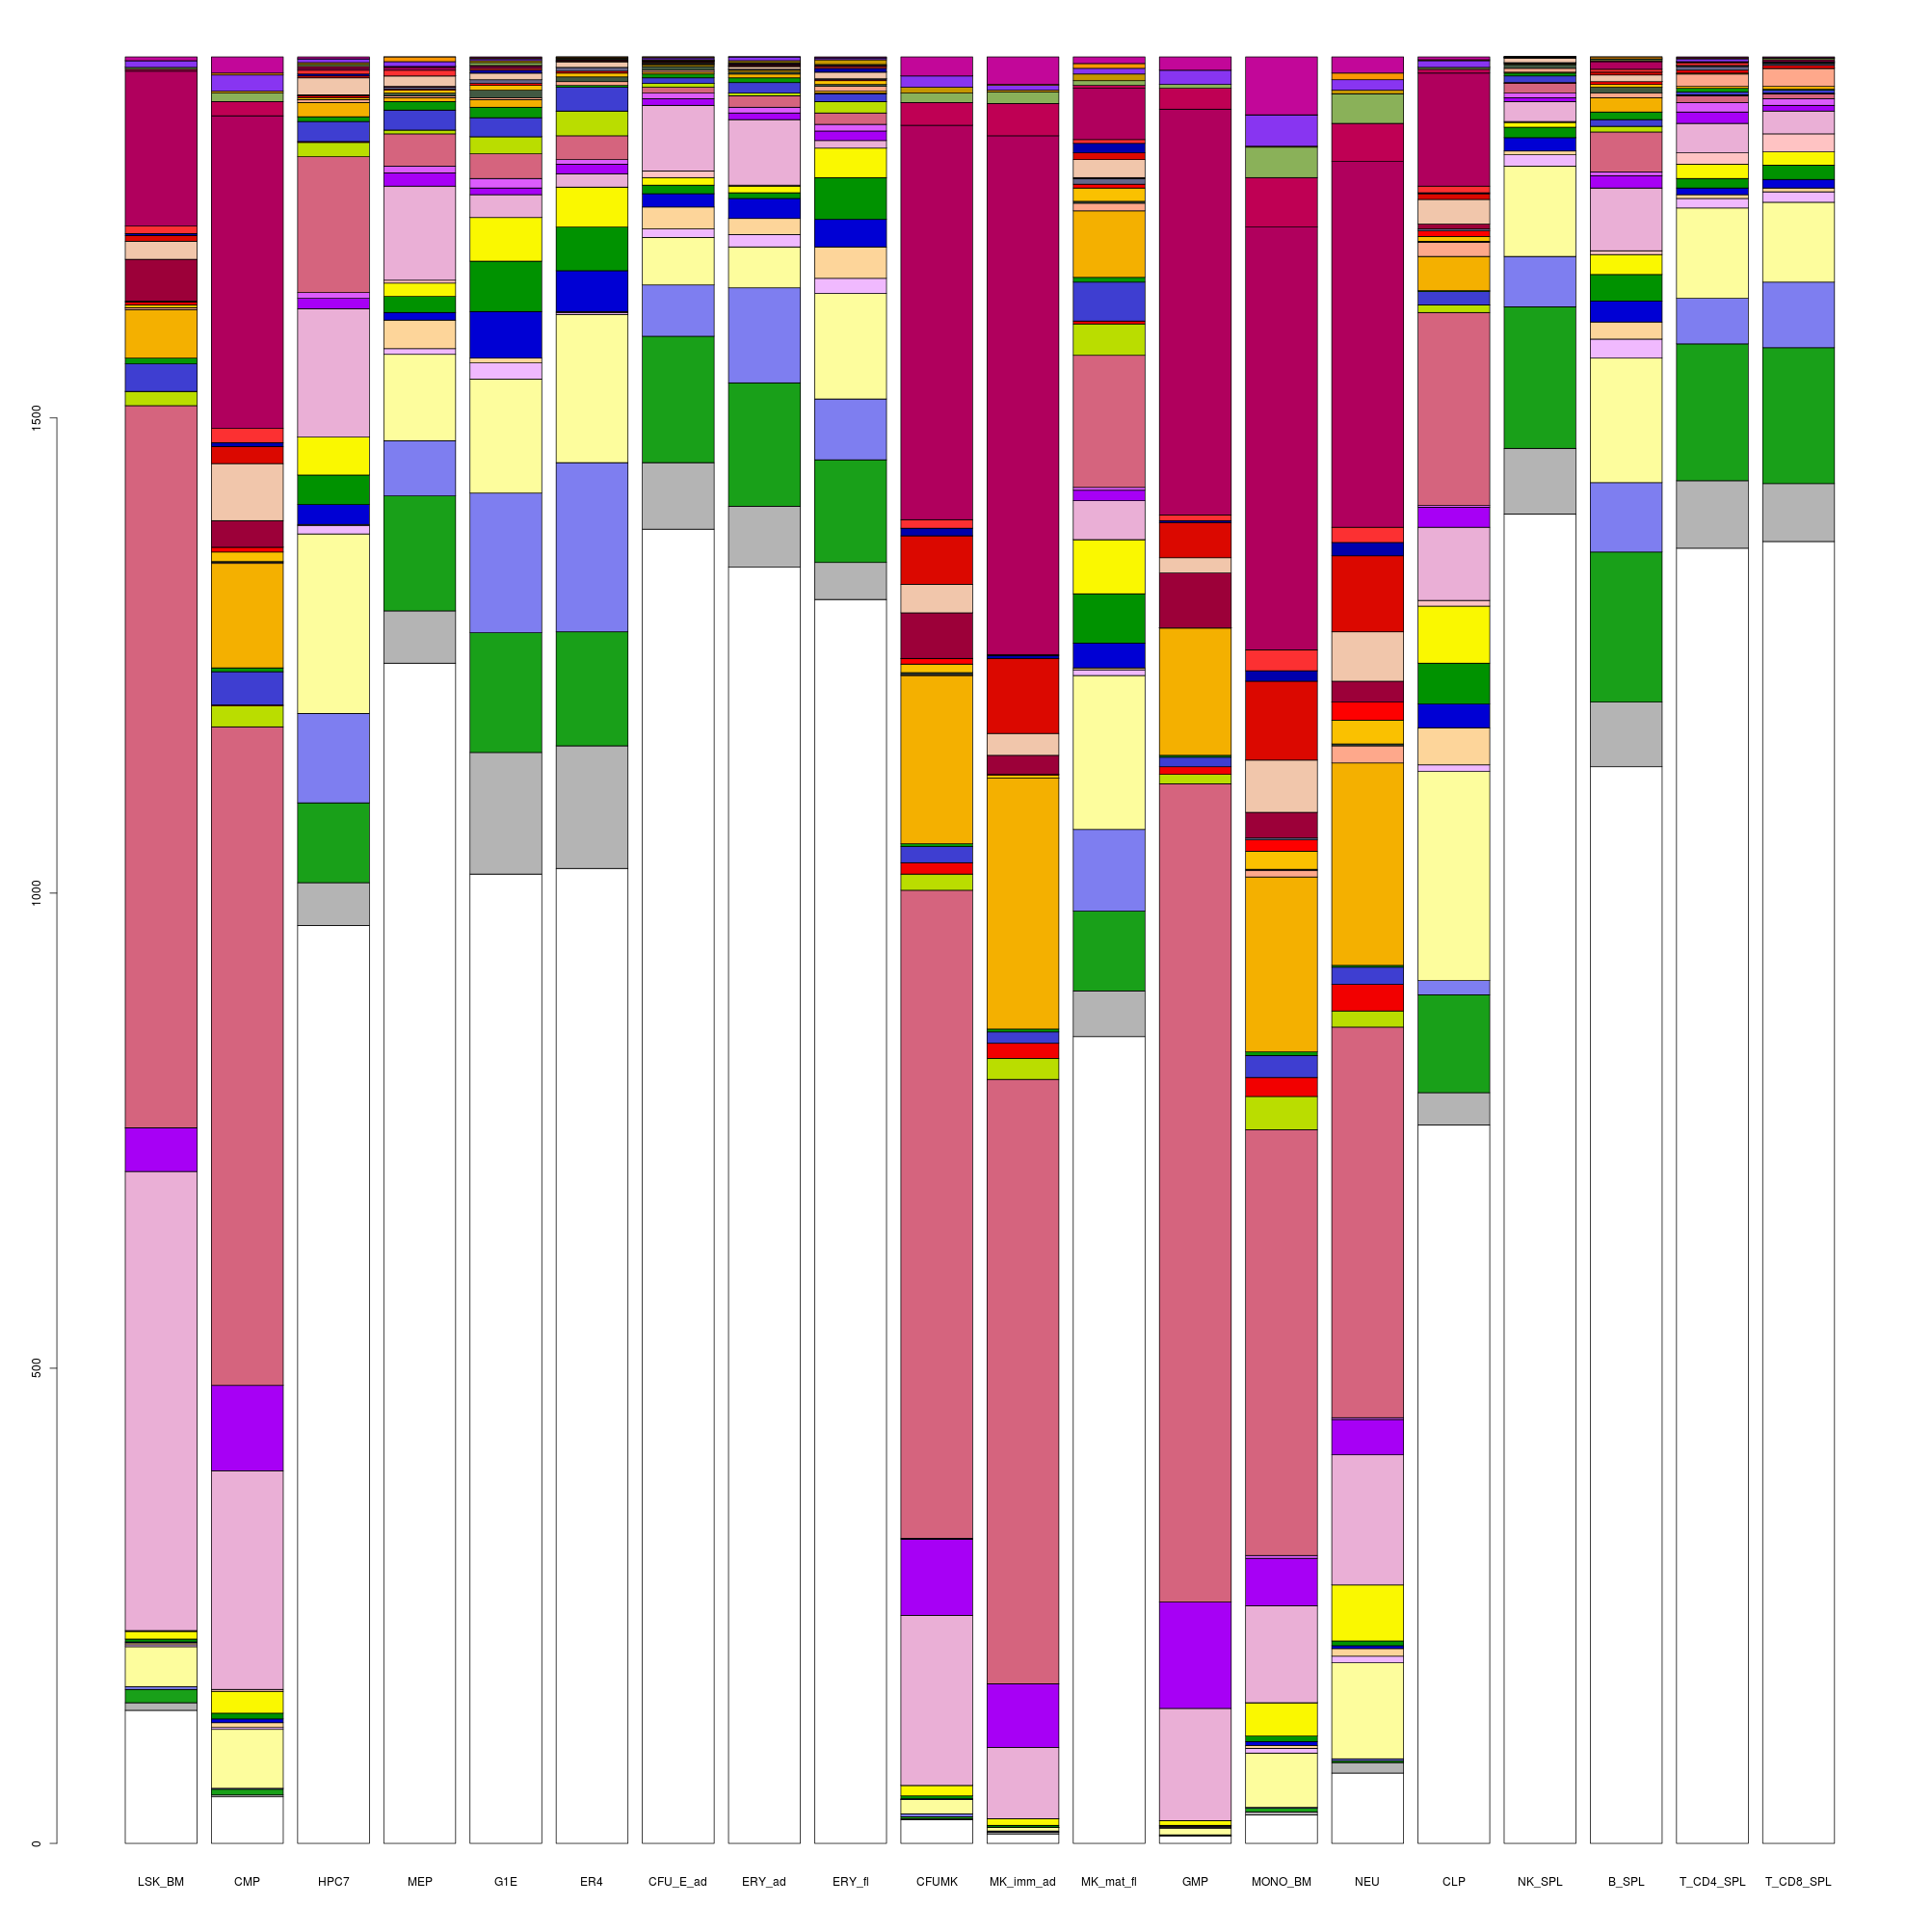 1500
1000
500
0
LSK_BM CMP HPC7 MEP G1E ER4 CFU_E_ad ERY_ad ERY_fl CFUMK MK_imm_ad MK_mat_fl GMP MONO_BM NEU CLP NK_SPL B_SPL T_CD4_SPL T_CD8_SPL